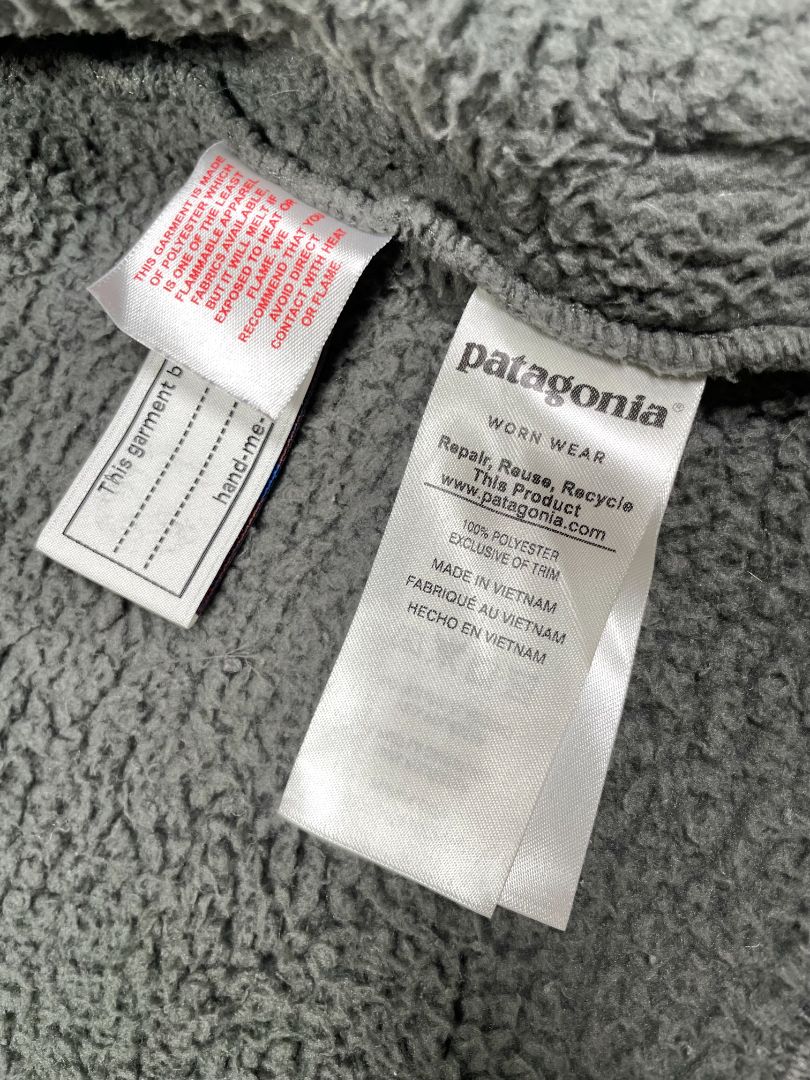 THIS GARMENT IS MADE
OF POLYESTER WHICH
IS ONE OF THE LEAST
FLAMMABLE APPAREL
FABRICS AVAILABLE.
BUT IT WILL MELT IF
EXPOSED TO HEAT OR
FLAME. WE
RECOMMEND THAT YOU
AVOID DIRECT
CONTACT WITH HEAT
OR FLAME
This garment b
hand-me-
patagonia®
WORN WEAR
Repair, Reuse, Recycle
This Product
www.patagonia.com
100% POLYESTER
EXCLUSIVE OF TRIM
MADE IN VIETNAM
FABRIQUÉ AU VIETNAM
HECHO EN VIETNAM